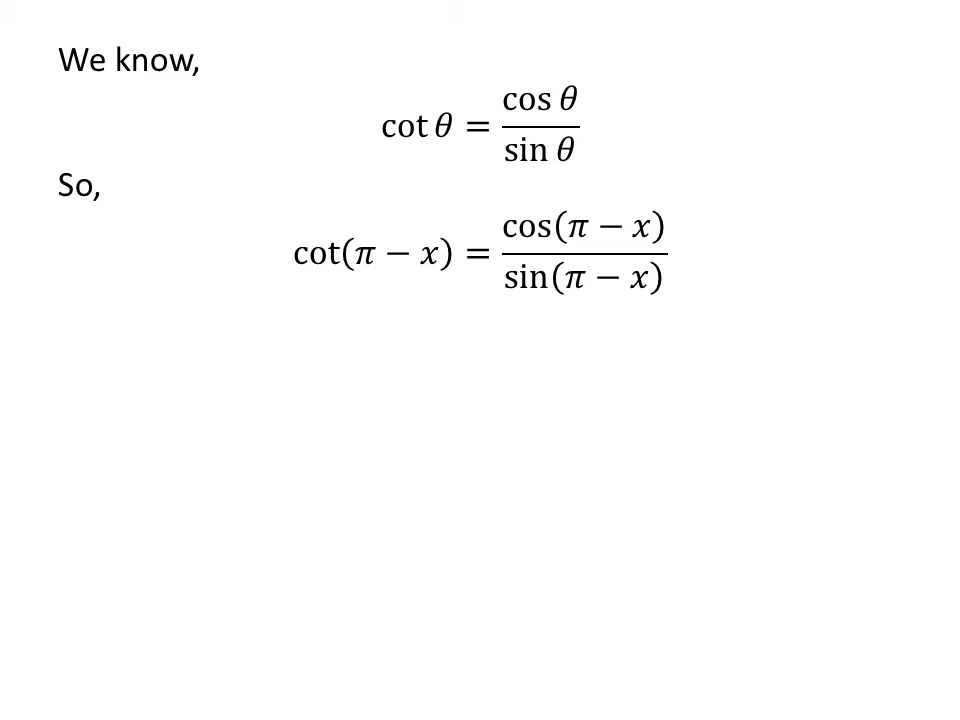 We know,
cot θ = cos θ / sin θ
So,
cot(π − x) = cos(π − x) / sin(π − x)